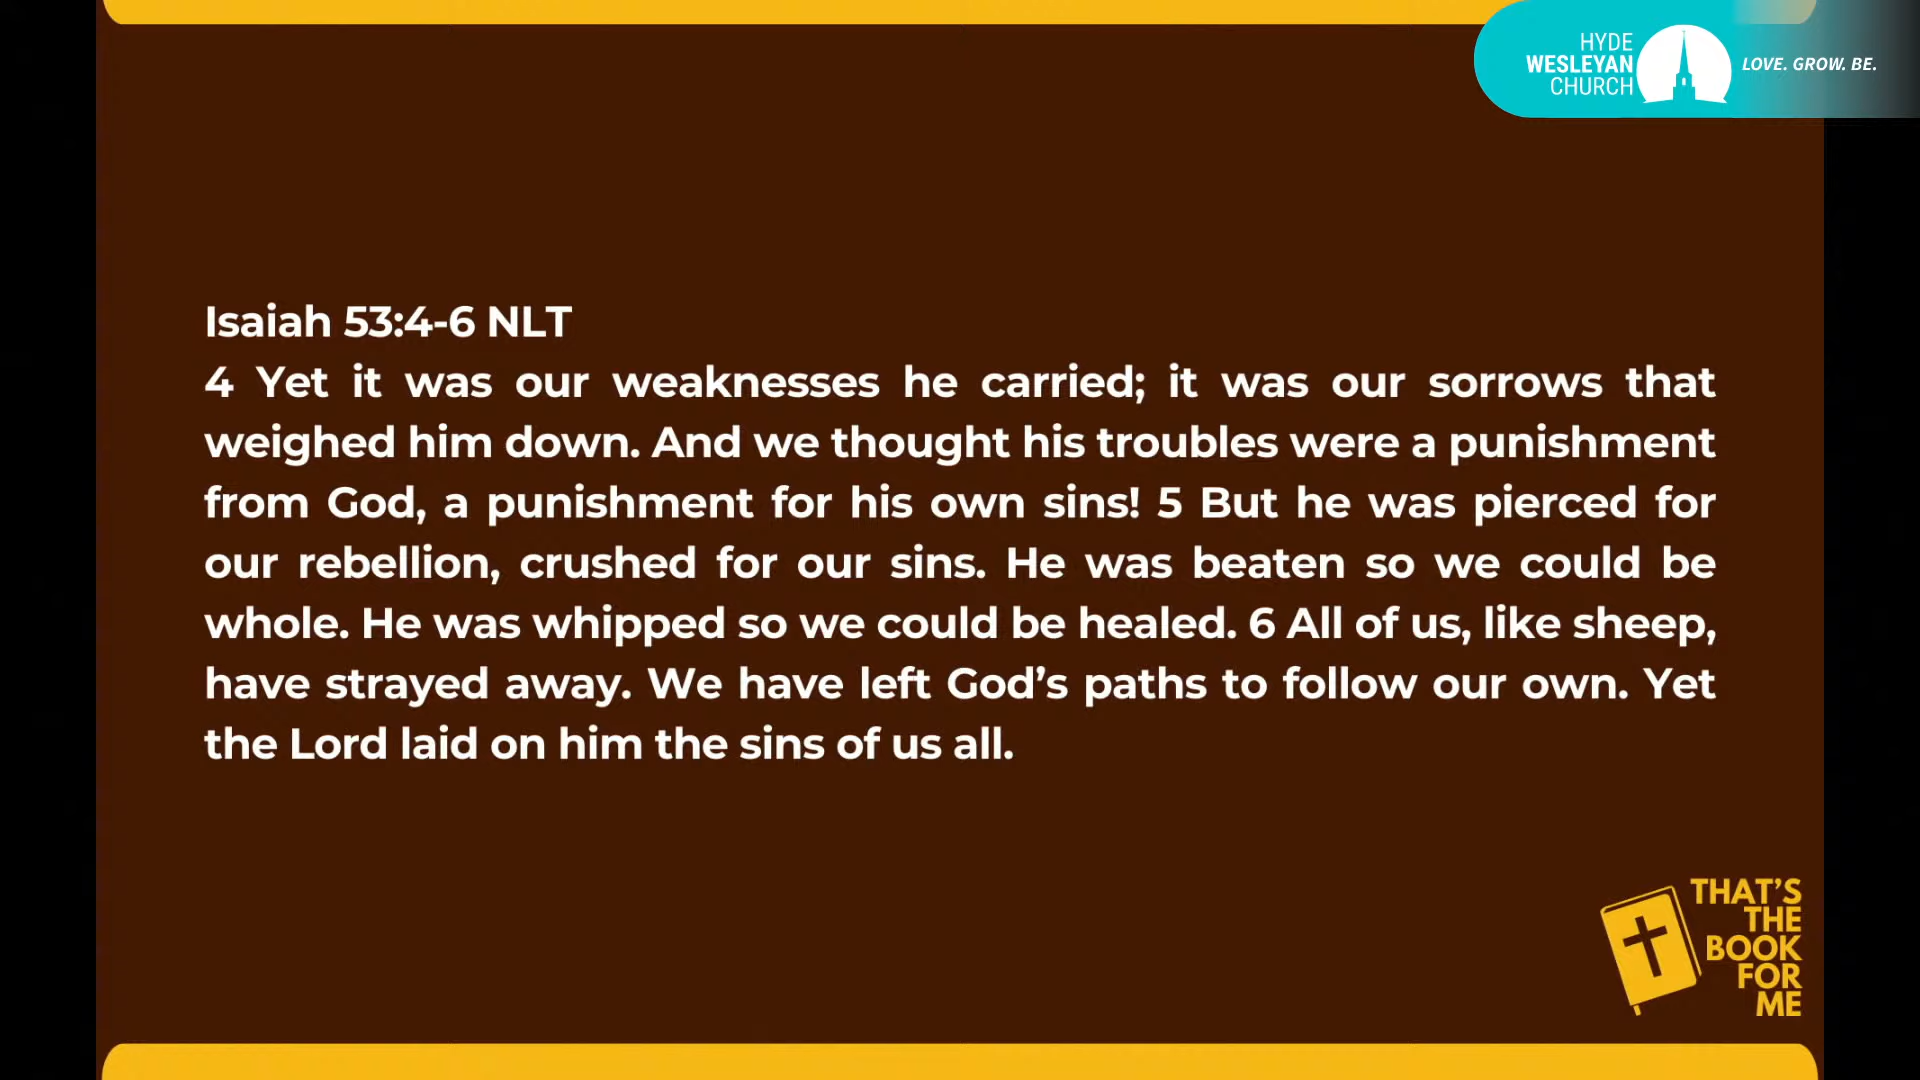 HYDE
WESLEYAN
CHURCH
LOVE. GROW. BE.
Isaiah 53:4-6 NLT
4 Yet it was our weaknesses he carried; it was our sorrows that
weighed him down. And we thought his troubles were a punishment
from God, a punishment for his own sins! 5 But he was pierced for
our rebellion, crushed for our sins. He was beaten so we could be
whole. He was whipped so we could be healed. 6 All of us, like sheep,
have strayed away. We have left God’s paths to follow our own. Yet
the Lord laid on him the sins of us all.
THAT’S
THE
BOOK
FOR
ME